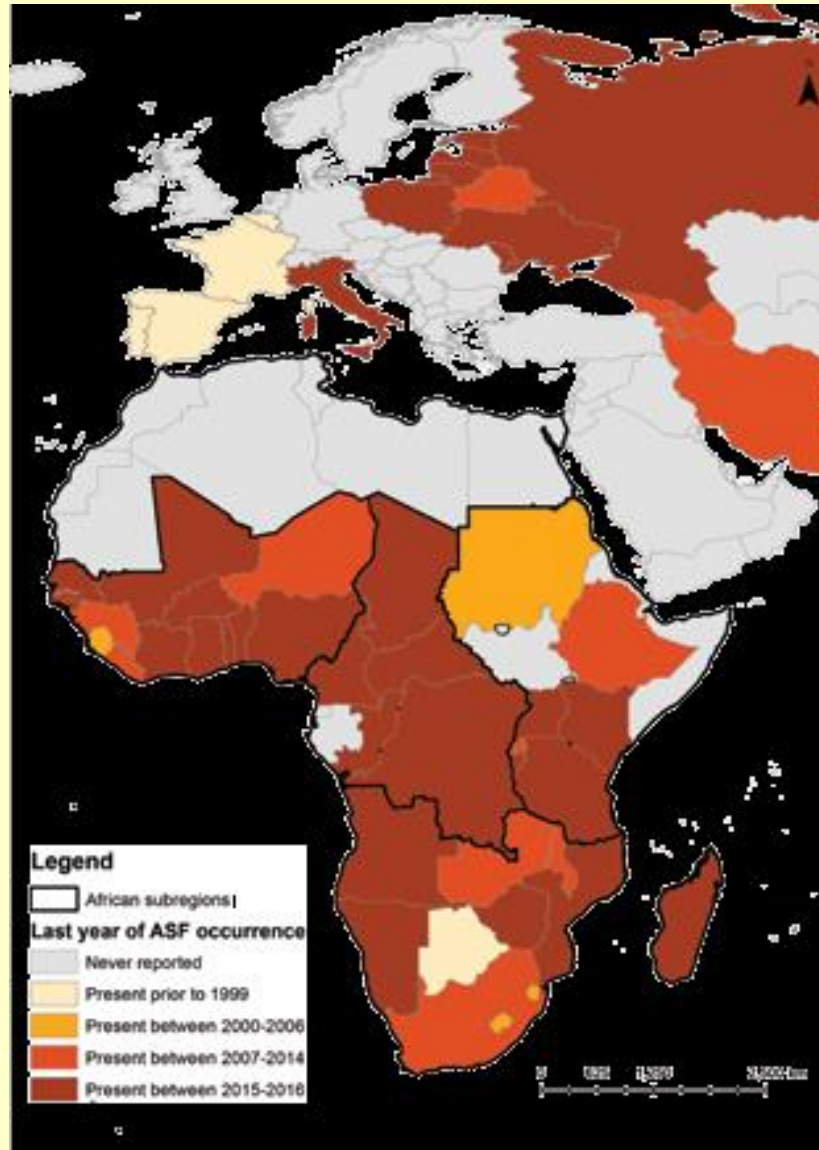 Legend
African subregions
Last year of ASF occurrence
Never reported
Present prior to 1999
Present between 2000-2006
Present between 2007-2014
Present between 2015-2016
0